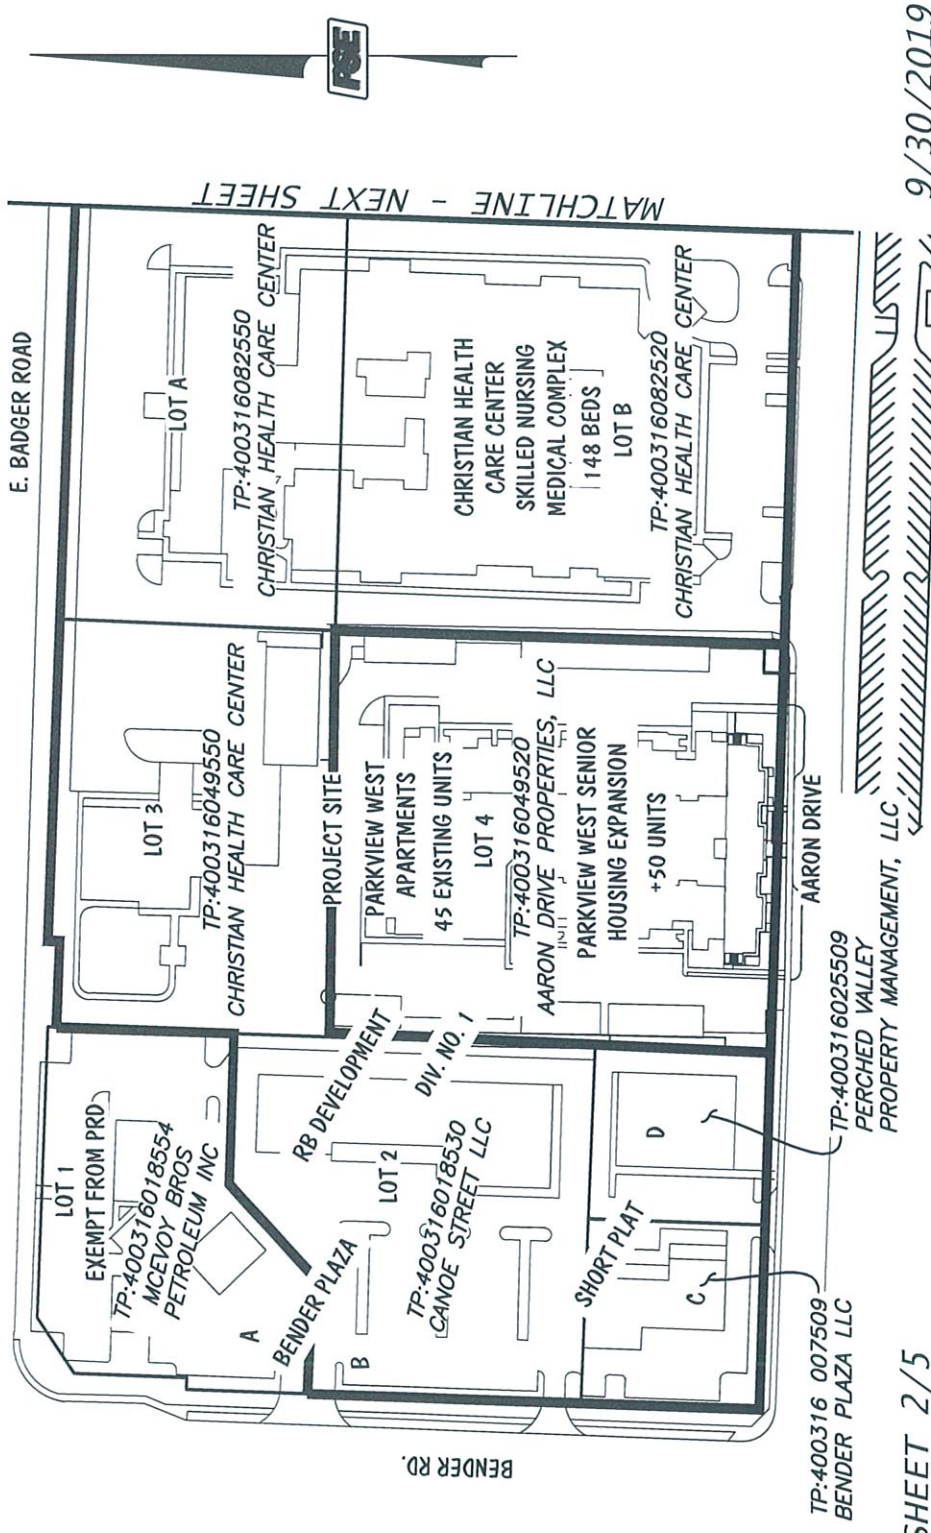 E. BADGER ROAD
PSE
MATCHLINE - NEXT SHEET
LOT 1
EXEMPT FROM PRD
TP:400316018554
MCEVOY BROS
PETROLEUM INC
A
LOT 3
TP:400316049550
CHRISTIAN HEALTH CARE CENTER
LOT A
TP:400316082550
CHRISTIAN HEALTH CARE CENTER
BENDER PLAZA
B
RB DEVELOPMENT
DIV. NO. 1
LOT 2
TP:400316018530
CANOE STREET LLC
PROJECT SITE
PARKVIEW WEST
APARTMENTS
45 EXISTING UNITS
LOT 4
TP:400316049520
AARON DRIVE PROPERTIES, LLC
PARKVIEW WEST SENIOR
HOUSING EXPANSION
+50 UNITS
CHRISTIAN HEALTH
CARE CENTER
SKILLED NURSING
MEDICAL COMPLEX
148 BEDS
LOT B
TP:400316082520
CHRISTIAN HEALTH CARE CENTER
SHORT PLAT
C
D
BENDER RD.
AARON DRIVE
TP:400316 007509
BENDER PLAZA LLC
TP:400316025509
PERCHED VALLEY
PROPERTY MANAGEMENT, LLC
SHEET 2/5
9/30/2019